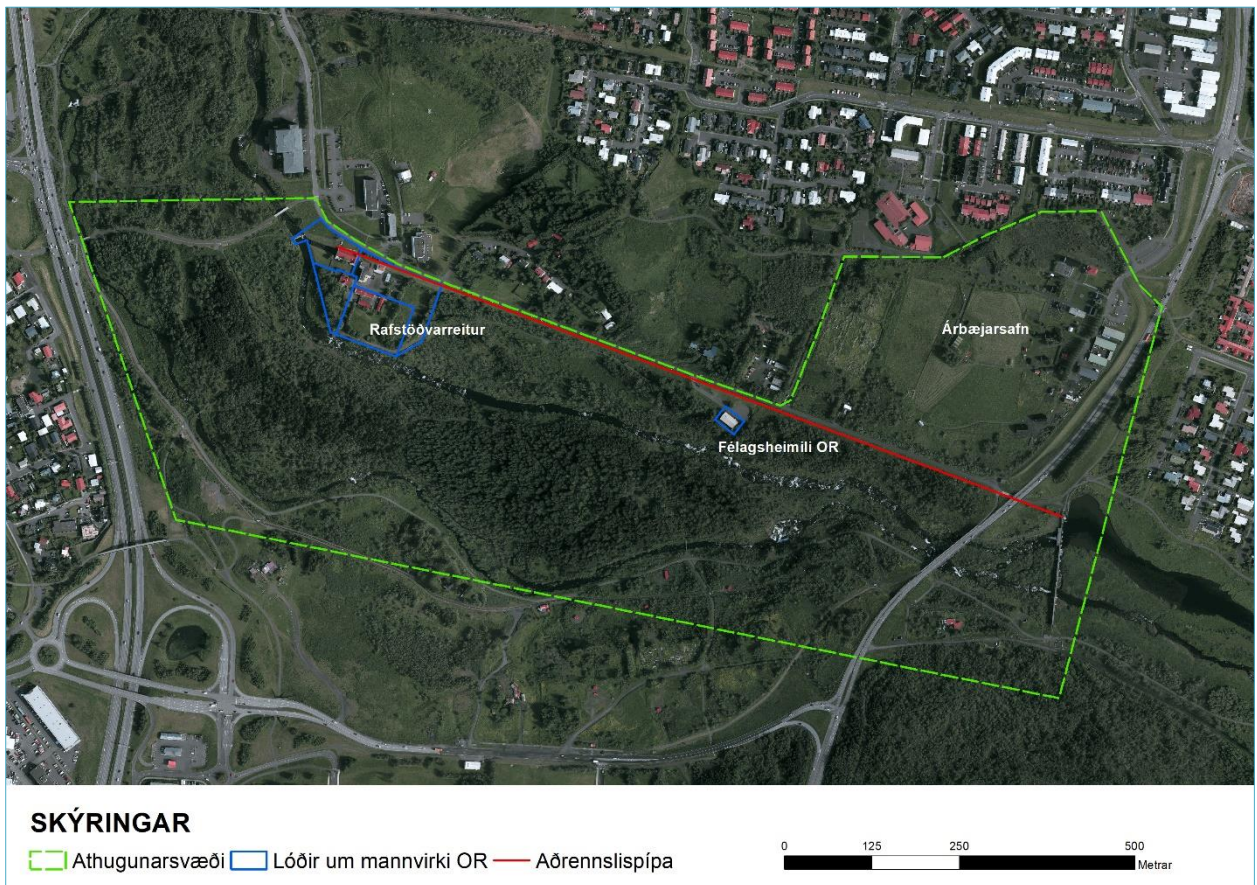 Rafstöðvarreitur
Árbæjarsafn
Félagsheimili OR
SKÝRINGAR
Athugunarsvæði Lóðir um mannvirki OR Aðrennslispípa
0 125 250 500
Metrar